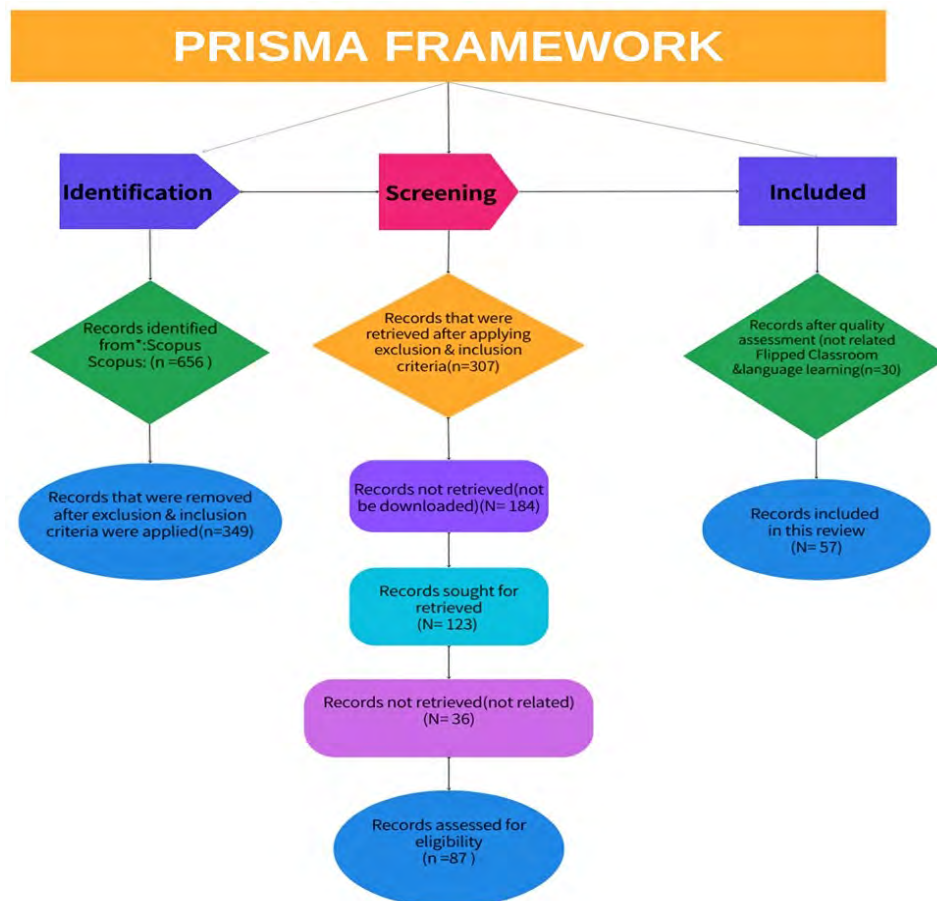 PRISMA FRAMEWORK
Identification
Screening
Included
Records identified
from*:Scopus
Scopus: (n =656 )
Records that were removed
after exclusion & inclusion
criteria were applied(n=349)
Records that were
retrieved after applying
exclusion & inclusion
criteria(n=307)
Records not retrieved(not
be downloaded)(N= 184)
Records sought for
retrieved
(N= 123)
Records not retrieved(not related)
(N= 36)
Records assessed for
eligibility
(n =87 )
Records after quality
assessment (not related
Flipped Classroom
&language learning(n=30)
Records included
in this review
(N= 57)